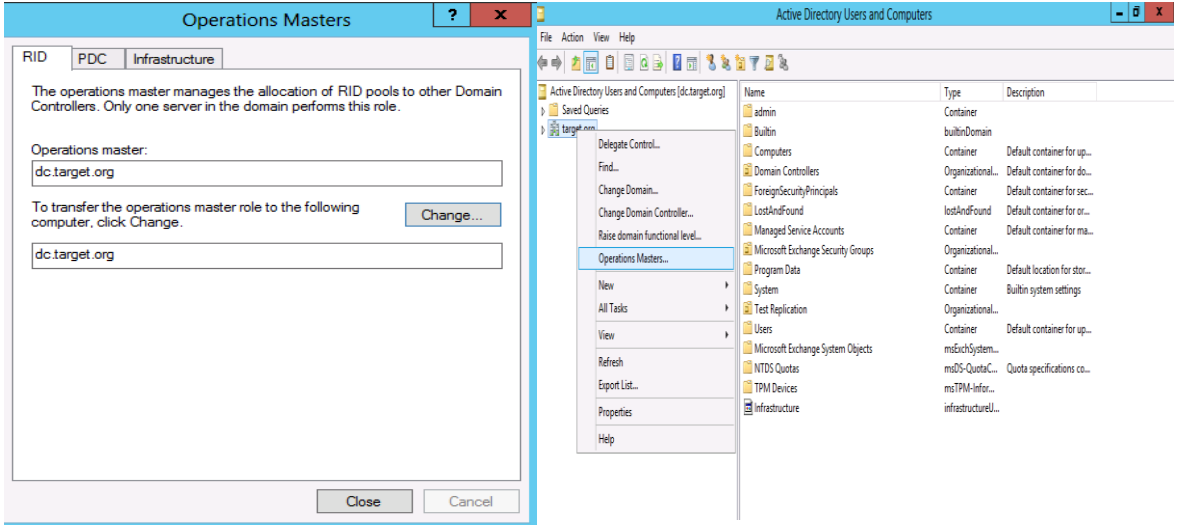 Operations Masters
? x
RID PDC Infrastructure
The operations master manages the allocation of RID pools to other Domain
Controllers. Only one server in the domain performs this role.
Operations master:
dc.target.org
To transfer the operations master role to the following
computer, click Change.
Change...
dc.target.org
Close Cancel
Active Directory Users and Computers
File Action View Help
Active Directory Users and Computers [dc.target.org]
Saved Queries
target.org
Delegate Control...
Find...
Change Domain...
Change Domain Controller...
Raise domain functional level...
Operations Masters...
New
All Tasks
View
Refresh
Export List...
Properties
Help
Name Type Description
admin Container
Builtin builtinDomain
Computers Container Default container for up...
Domain Controllers Organizational... Default container for do...
ForeignSecurityPrincipals Container Default container for sec...
LostAndFound lostAndFound Default container for or...
Managed Service Accounts Container Default container for ma...
Microsoft Exchange Security Groups Organizational...
Program Data Container Default location for stor...
System Container Builtin system settings
Test Replication Organizational...
Users Container Default container for up...
Microsoft Exchange System Objects msExchSystem...
NTDS Quotas msDS-QuotaC... Quota specifications co...
TPM Devices msTPM-Infor...
Infrastructure infrastructureU...